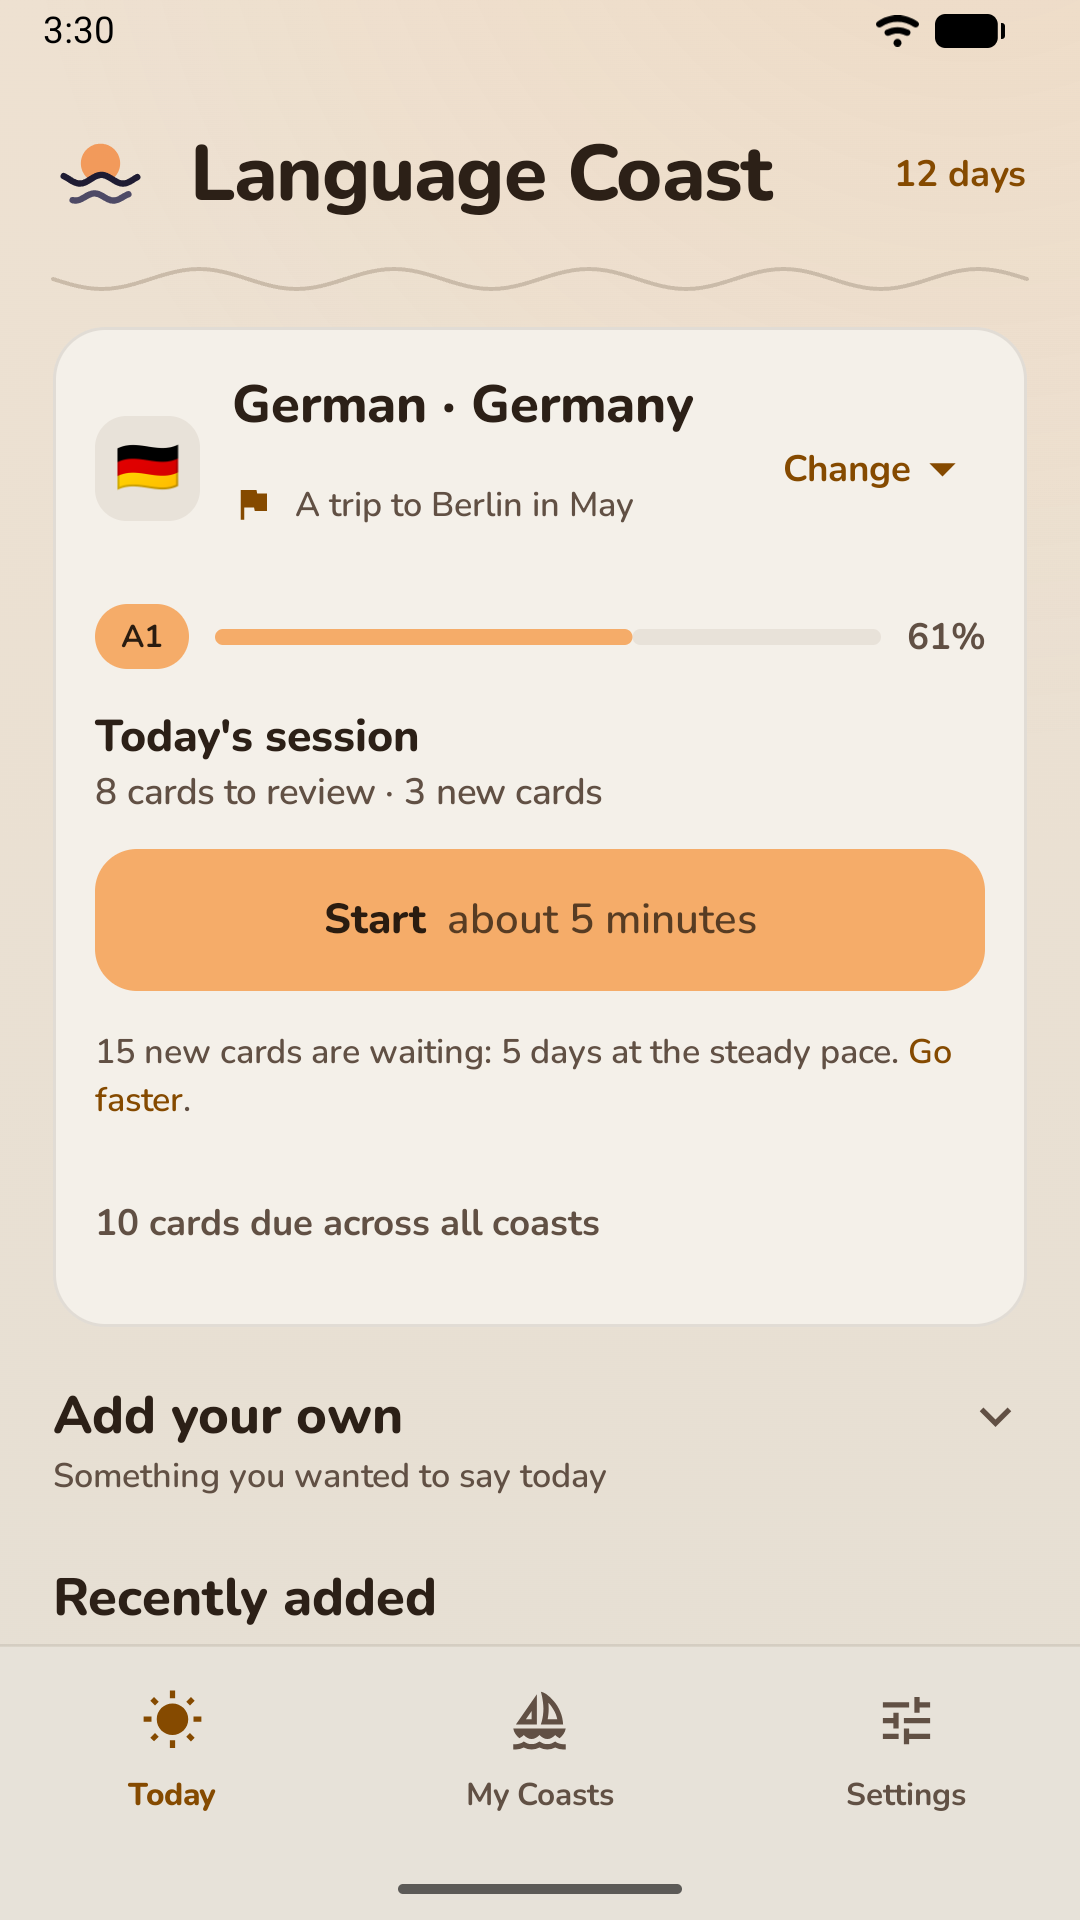 3:30
Language Coast
12 days
German · Germany
A trip to Berlin in May
Change
A1
61%
Today's session
8 cards to review · 3 new cards
Start about 5 minutes
15 new cards are waiting: 5 days at the steady pace. Go
faster.
10 cards due across all coasts
Add your own
Something you wanted to say today
Recently added
Today
My Coasts
Settings